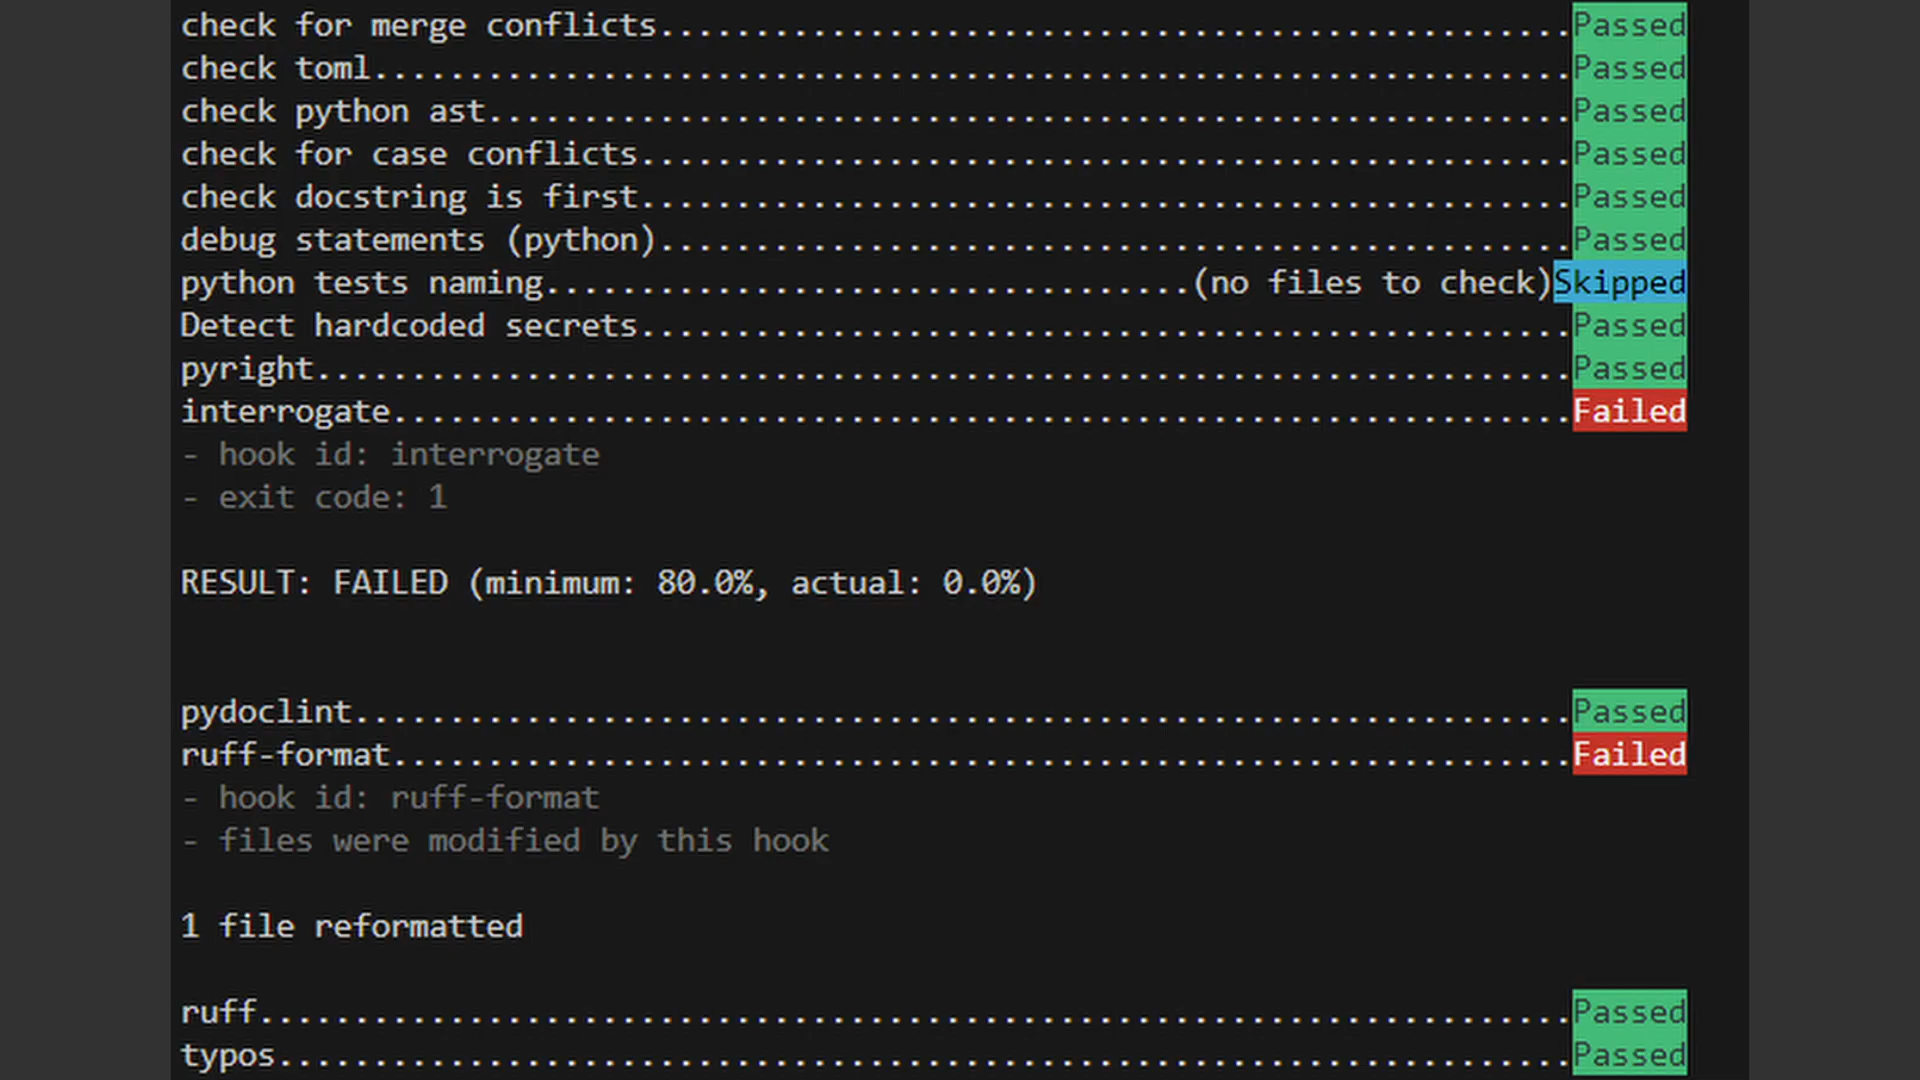 check for merge conflicts................................................Passed
check toml...............................................................Passed
check python ast.........................................................Passed
check for case conflicts.................................................Passed
check docstring is first.................................................Passed
debug statements (python)................................................Passed
python tests naming..................................(no files to check)Skipped
Detect hardcoded secrets.................................................Passed
pyright..................................................................Passed
interrogate..............................................................Failed
- hook id: interrogate
- exit code: 1
RESULT: FAILED (minimum: 80.0%, actual: 0.0%)
pydoclint................................................................Passed
ruff-format..............................................................Failed
- hook id: ruff-format
- files were modified by this hook
1 file reformatted
ruff.....................................................................Passed
typos....................................................................Passed